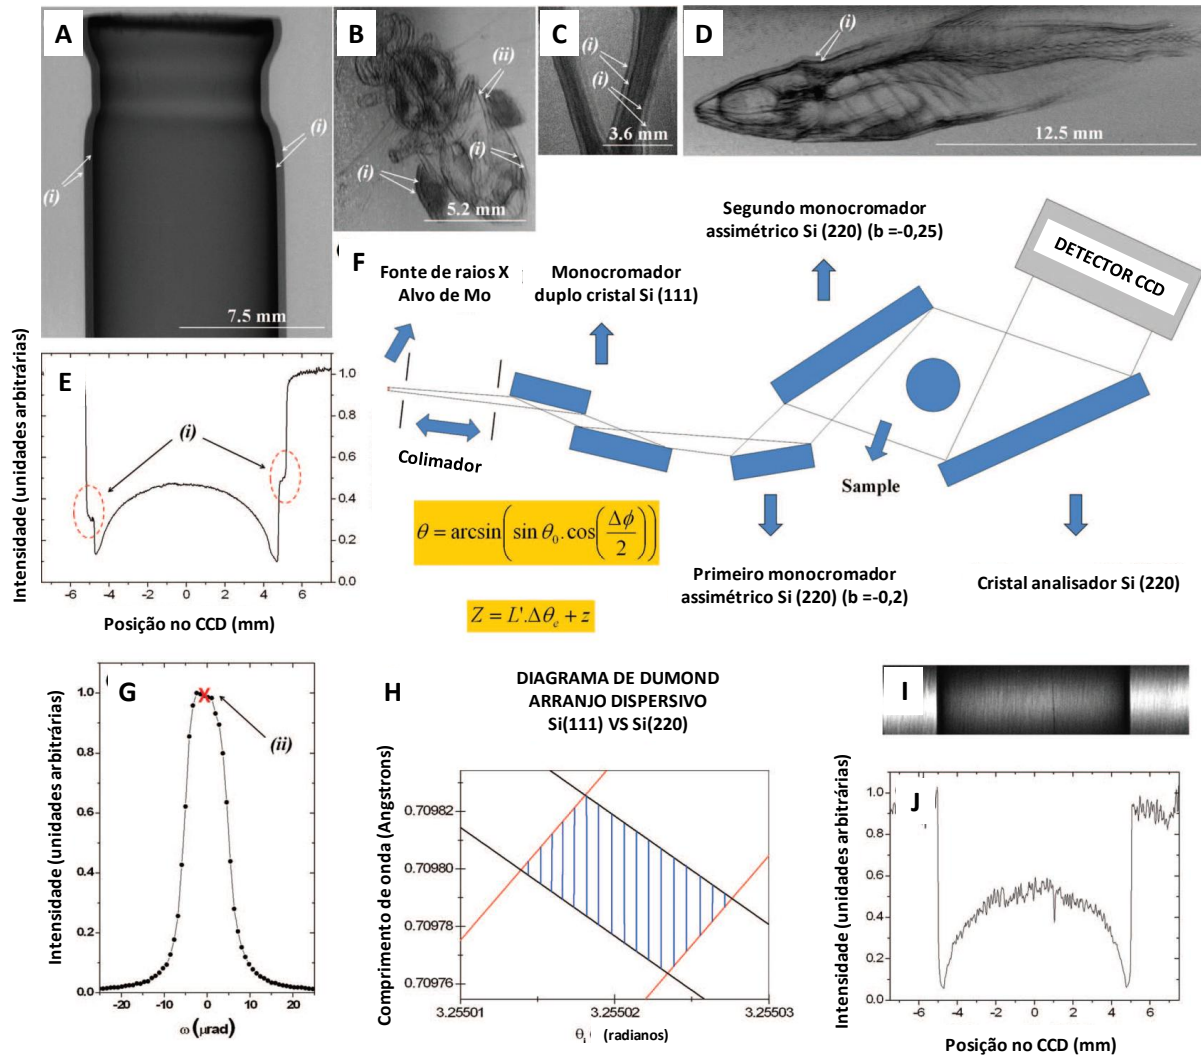 A
(i)
(i)
7.5 mm
B
(ii)
(i)
(i)
5.2 mm
C
(i)
(i)
3.6 mm
D
(i)
12.5 mm
E
Intensidade (unidades arbitrárias)
(i)
1.0
0.8
0.6
0.4
0.2
0.0
-6
-4
-2
0
2
4
6
Posição no CCD (mm)
F
Fonte de raios X
Alvo de Mo
Monocromador
duplo cristal Si (111)
Segundo monocromador
assimétrico Si (220) (b =-0,25)
DETECTOR CCD
Colimador
Sample
θ = arcsin(sin θ₀.cos(Δϕ/2))
Z = L'.Δθₑ + z
Primeiro monocromador
assimétrico Si (220) (b =-0,2)
Cristal analisador Si (220)
G
Intensidade (unidades arbitrárias)
X
(ii)
1.0
0.8
0.6
0.4
0.2
0.0
-20
-10
0
10
20
ω (μrad)
H
DIAGRAMA DE DUMOND
ARRANJO DISPERSIVO
Si(111) VS Si(220)
Comprimento de onda (Angstrons)
0.70982
0.70980
0.70978
0.70976
3.25501
3.25502
3.25503
θᵢ (radianos)
I
J
Intensidade (unidades arbitrárias)
1.0
0.8
0.6
0.4
0.2
0.0
-6
-4
-2
0
2
4
6
Posição no CCD (mm)